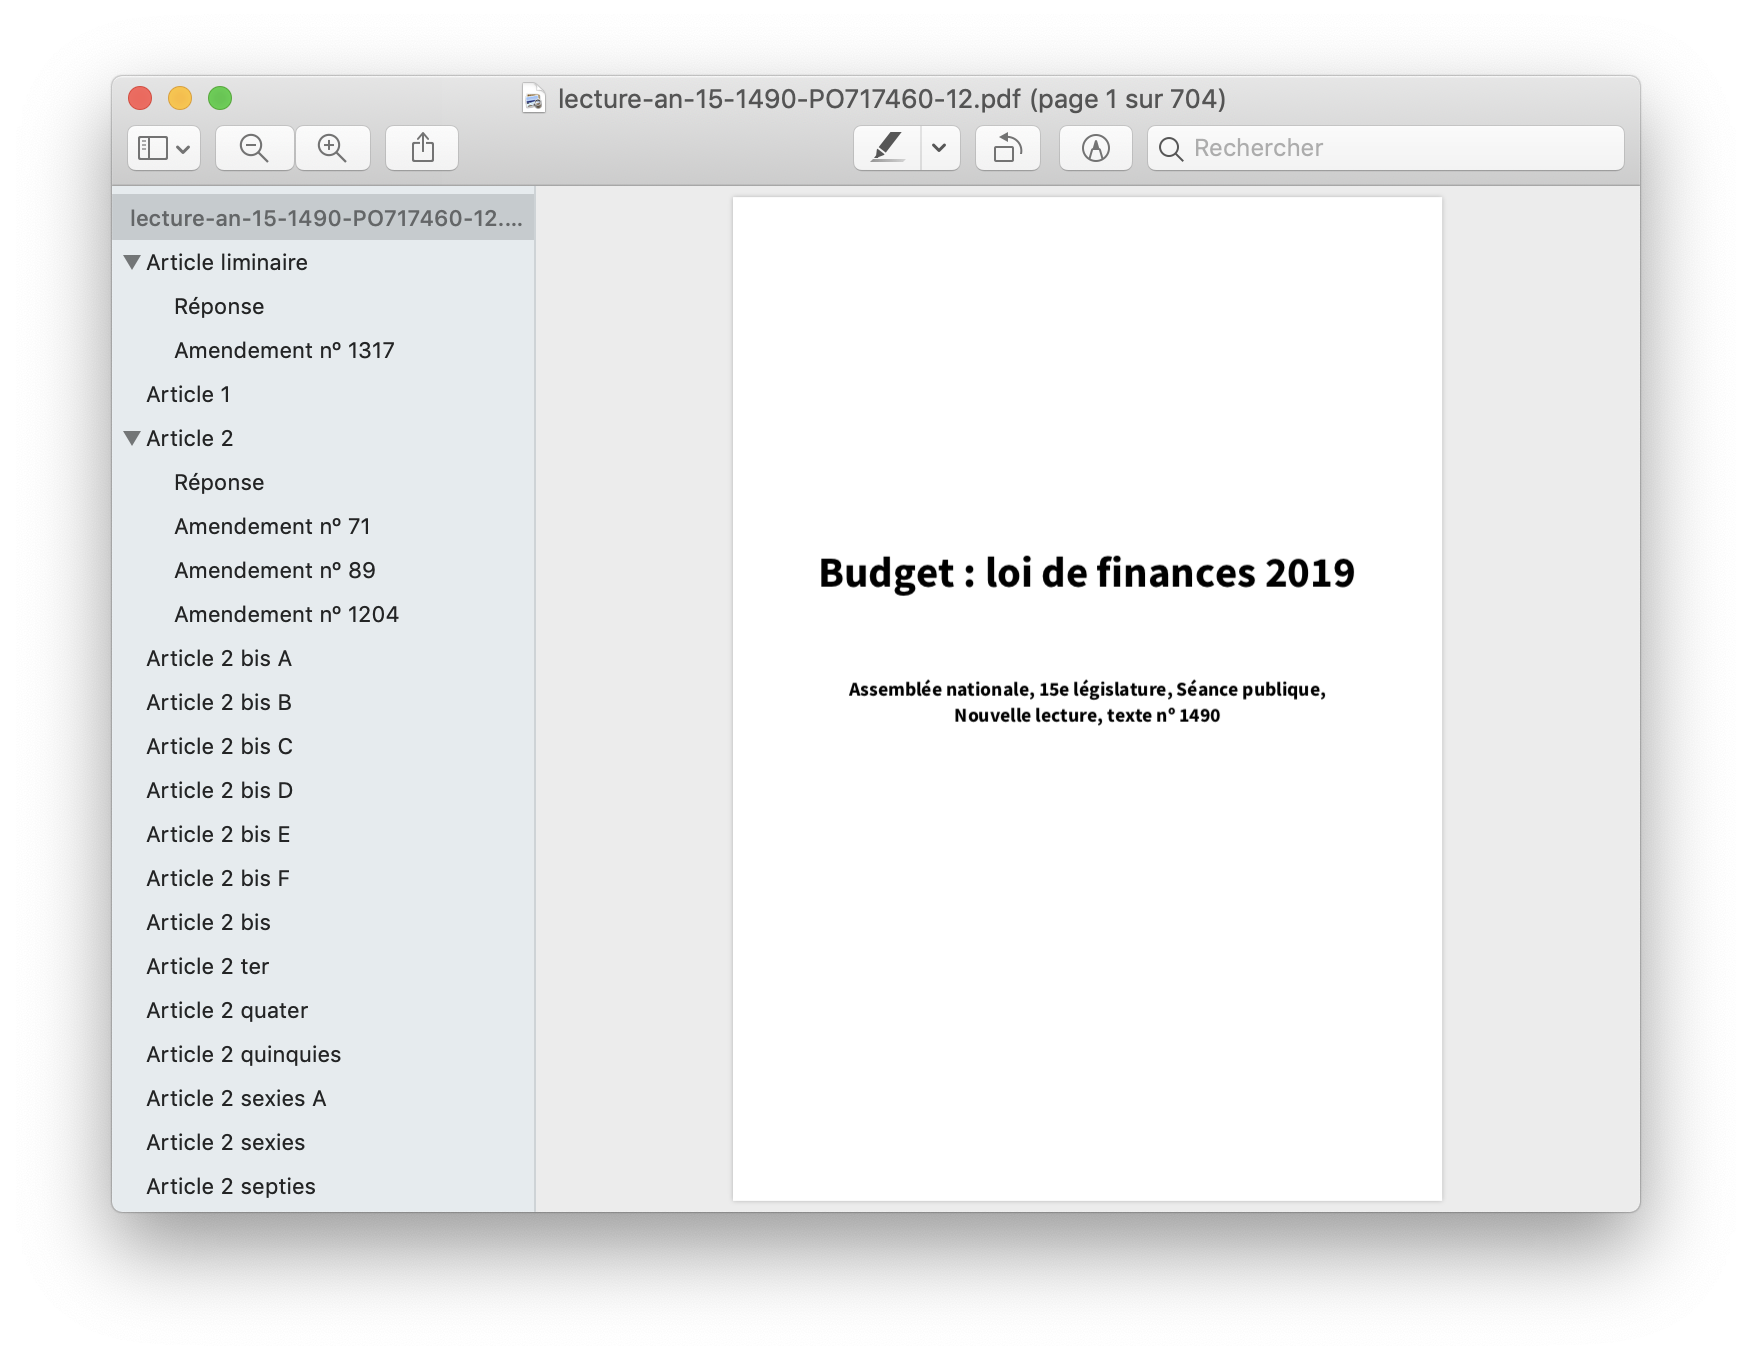 lecture-an-15-1490-PO717460-12.pdf (page 1 sur 704)
Rechercher
lecture-an-15-1490-PO717460-12....
Article liminaire
Réponse
Amendement nº 1317
Article 1
Article 2
Réponse
Amendement nº 71
Amendement nº 89
Amendement nº 1204
Article 2 bis A
Article 2 bis B
Article 2 bis C
Article 2 bis D
Article 2 bis E
Article 2 bis F
Article 2 bis
Article 2 ter
Article 2 quater
Article 2 quinquies
Article 2 sexies A
Article 2 sexies
Article 2 septies
Budget : loi de finances 2019
Assemblée nationale, 15e législature, Séance publique,
Nouvelle lecture, texte nº 1490